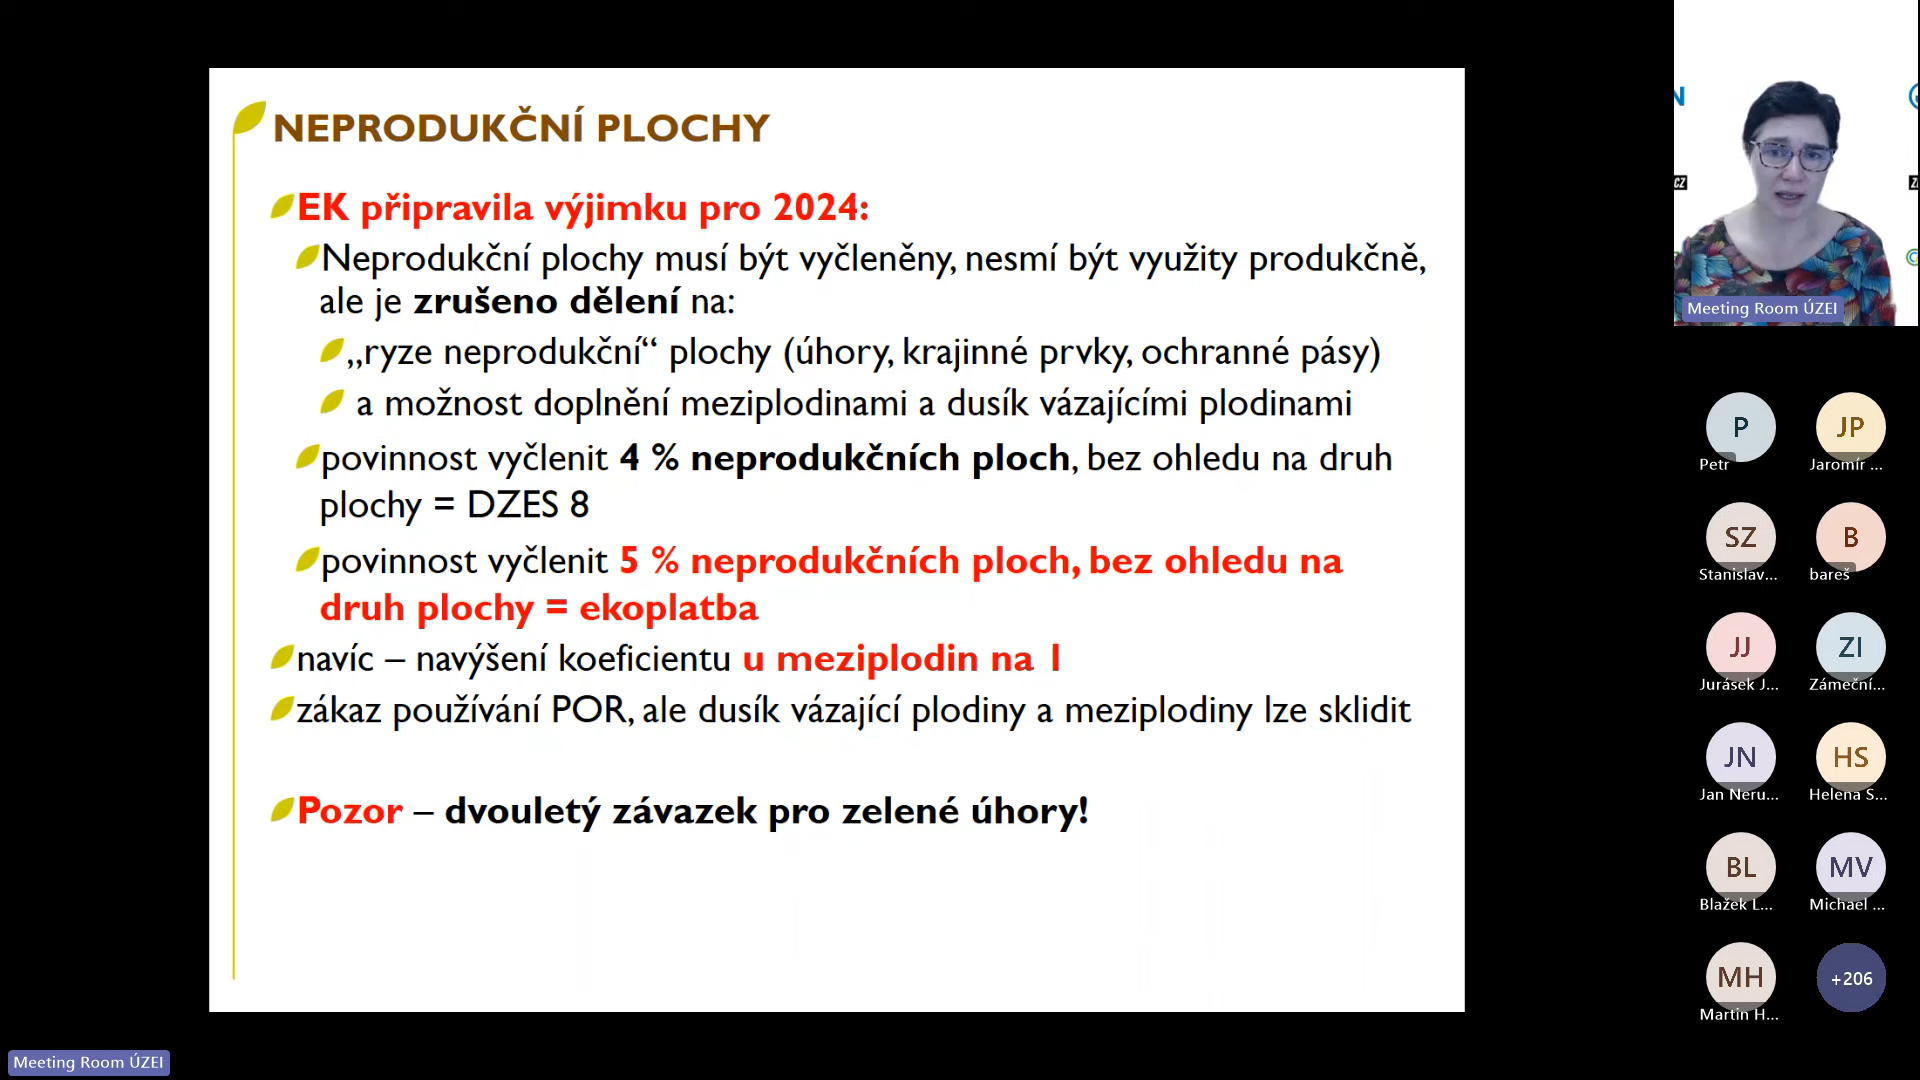 NEPRODUKČNÍ PLOCHY
EK připravila výjimku pro 2024:
Neprodukční plochy musí být vyčleněny, nesmí být využity produkčně,
ale je zrušeno dělení na:
„ryze neprodukční“ plochy (úhory, krajinné prvky, ochranné pásy)
a možnost doplnění meziplodinami a dusík vázajícími plodinami
povinnost vyčlenit 4 % neprodukčních ploch, bez ohledu na druh
plochy = DZES 8
povinnost vyčlenit 5 % neprodukčních ploch, bez ohledu na
druh plochy = ekoplatba
navíc – navýšení koeficientu u meziplodin na 1
zákaz používání POR, ale dusík vázající plodiny a meziplodiny lze sklidit
Pozor – dvouletý závazek pro zelené úhory!
Meeting Room ÚZEI
P
Petr
JP
Jaromír ...
SZ
Stanislav...
B
bareš
JJ
Jurásek J...
ZI
Zámeční...
JN
Jan Neru...
HS
Helena S...
BL
Blažek L...
MV
Michael ...
MH
Martin H...
+206
Meeting Room ÚZEI